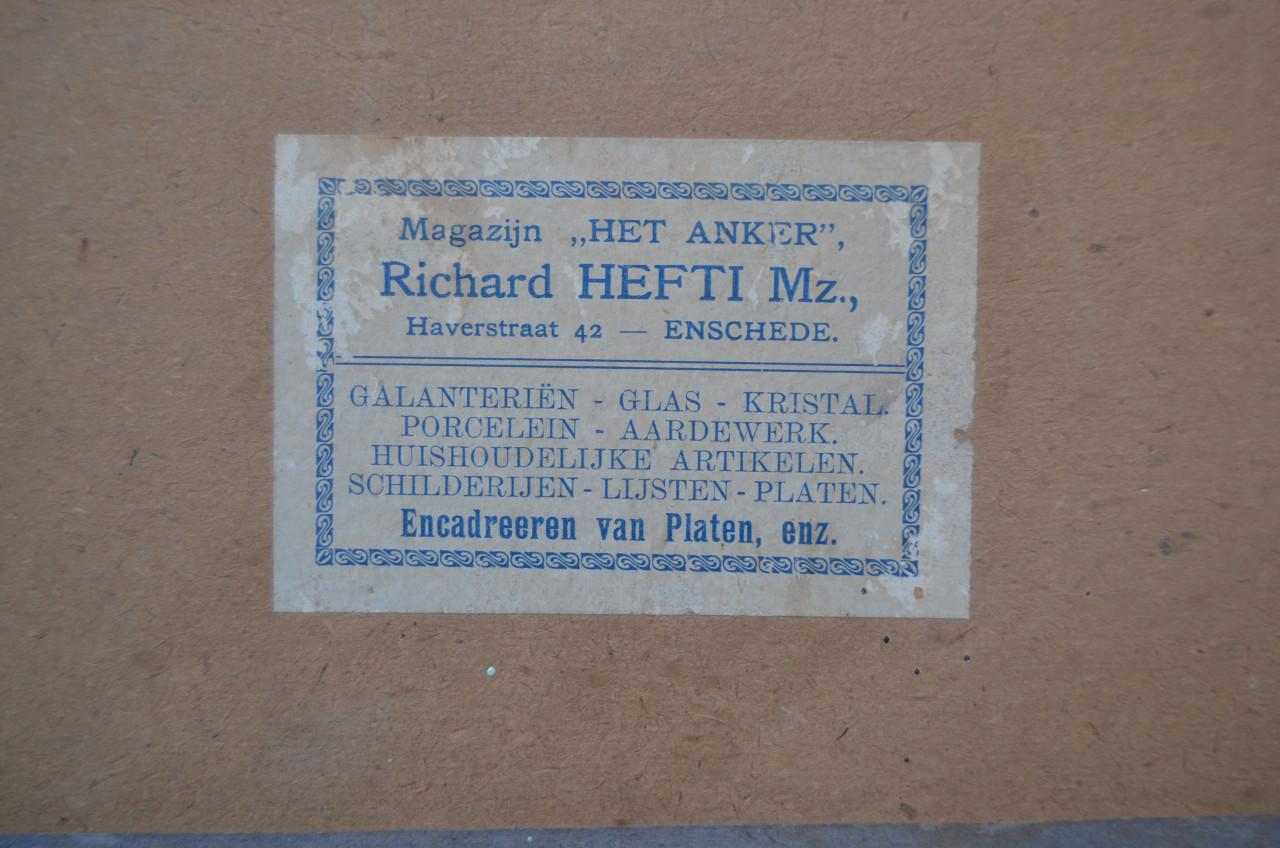 Magazijn „HET ANKER”,
Richard HEFTI Mz.,
Haverstraat 42 — ENSCHEDE.
GALANTERIËN - GLAS - KRISTAL.
PORCELEIN - AARDEWERK.
HUISHOUDELIJKE ARTIKELEN.
SCHILDERIJEN - LIJSTEN - PLATEN.
Encadreeren van Platen, enz.